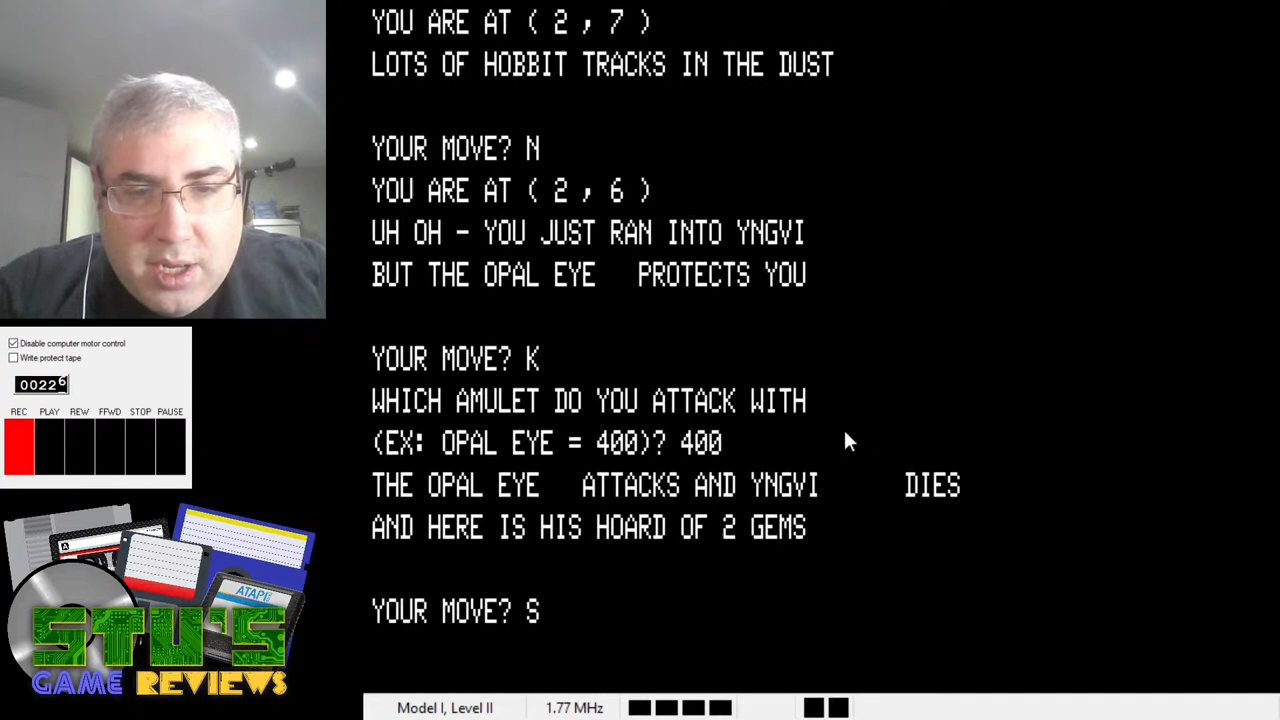 YOU ARE AT ( 2 , 7 )
LOTS OF HOBBIT TRACKS IN THE DUST
YOUR MOVE? N
YOU ARE AT ( 2 , 6 )
UH OH - YOU JUST RAN INTO YNGVI
BUT THE OPAL EYE PROTECTS YOU
YOUR MOVE? K
WHICH AMULET DO YOU ATTACK WITH
(EX: OPAL EYE = 400)? 400
THE OPAL EYE ATTACKS AND YNGVI DIES
AND HERE IS HIS HOARD OF 2 GEMS
YOUR MOVE? S
Disable computer motor control
Write protect tape
00226
REC PLAY REW FFWD STOP PAUSE
A
ATAPI
STU'S
GAME REVIEWS
Model I, Level II 1.77 MHz